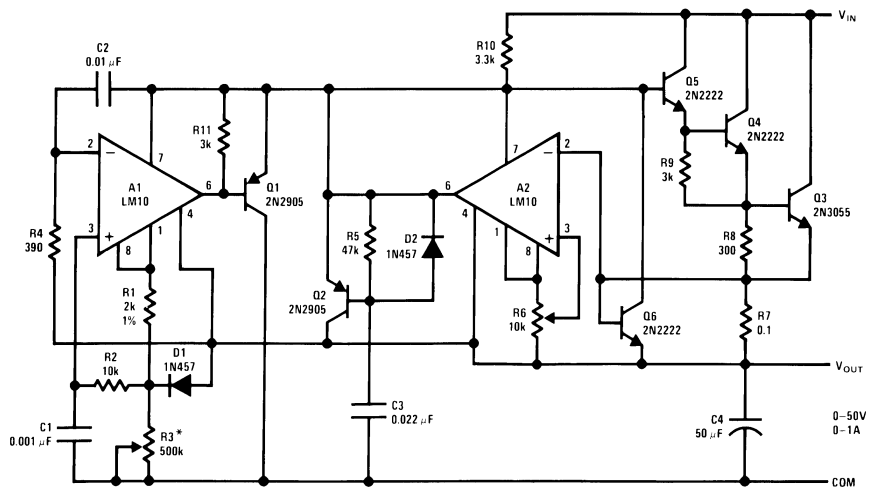 V_IN
R10
3.3k
C2
0.01 μF
Q5
2N2222
Q4
2N2222
R11
3k
R9
3k
2
−
7
A1
LM10
6
3
+
8
1
4
Q1
2N2905
R4
390
7
−
2
A2
LM10
6
4
1
+
3
8
Q3
2N3055
R8
300
R5
47k
D2
1N457
R1
2k
1%
Q2
2N2905
R6
10k
Q6
2N2222
R7
0.1
R2
10k
D1
1N457
V_OUT
C1
0.001 μF
R3*
500k
C3
0.022 μF
C4
50 μF
0–50V
0–1A
COM